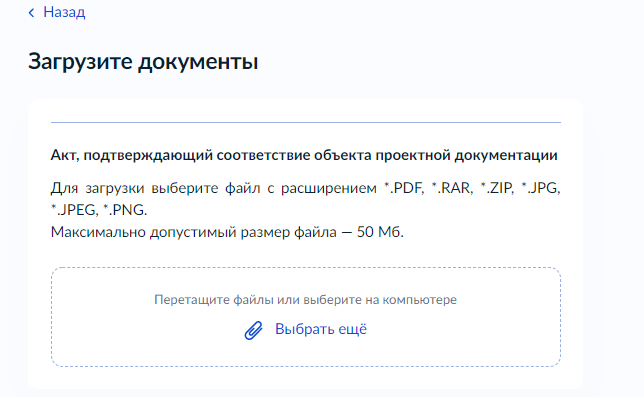 Назад
Загрузите документы
Акт, подтверждающий соответствие объекта проектной документации
Для загрузки выберите файл с расширением *.PDF, *.RAR, *.ZIP, *.JPG,
*.JPEG, *.PNG.
Максимально допустимый размер файла — 50 Мб.
Перетащите файлы или выберите на компьютере
Выбрать ещё